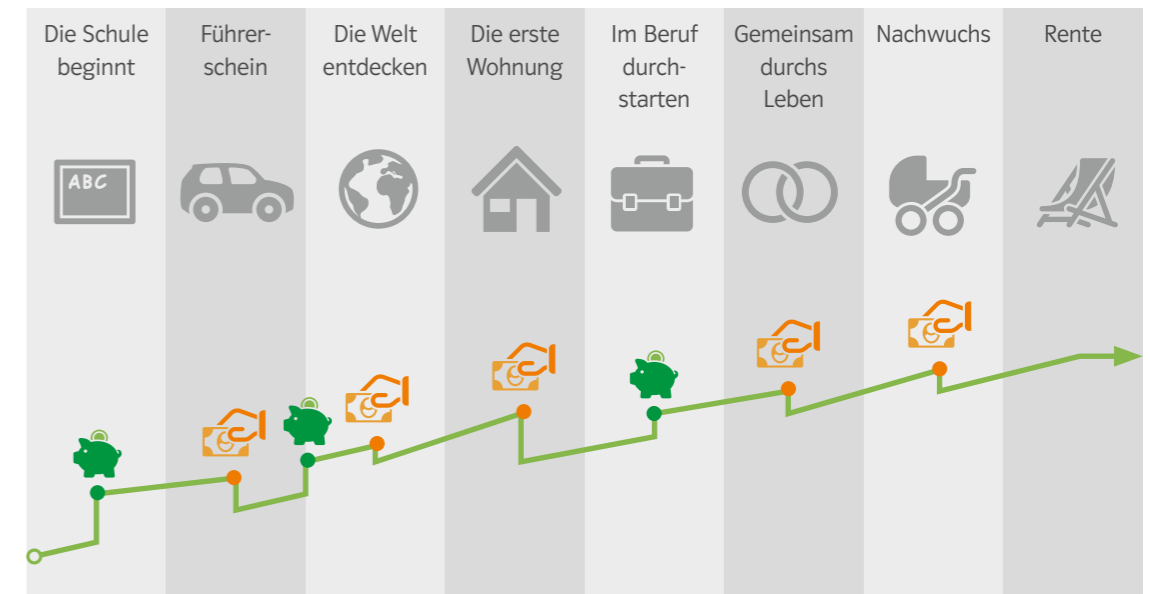 Die Schule
beginnt
Führer-
schein
Die Welt
entdecken
Die erste
Wohnung
Im Beruf
durch-
starten
Gemeinsam
durchs
Leben
Nachwuchs
Rente
ABC